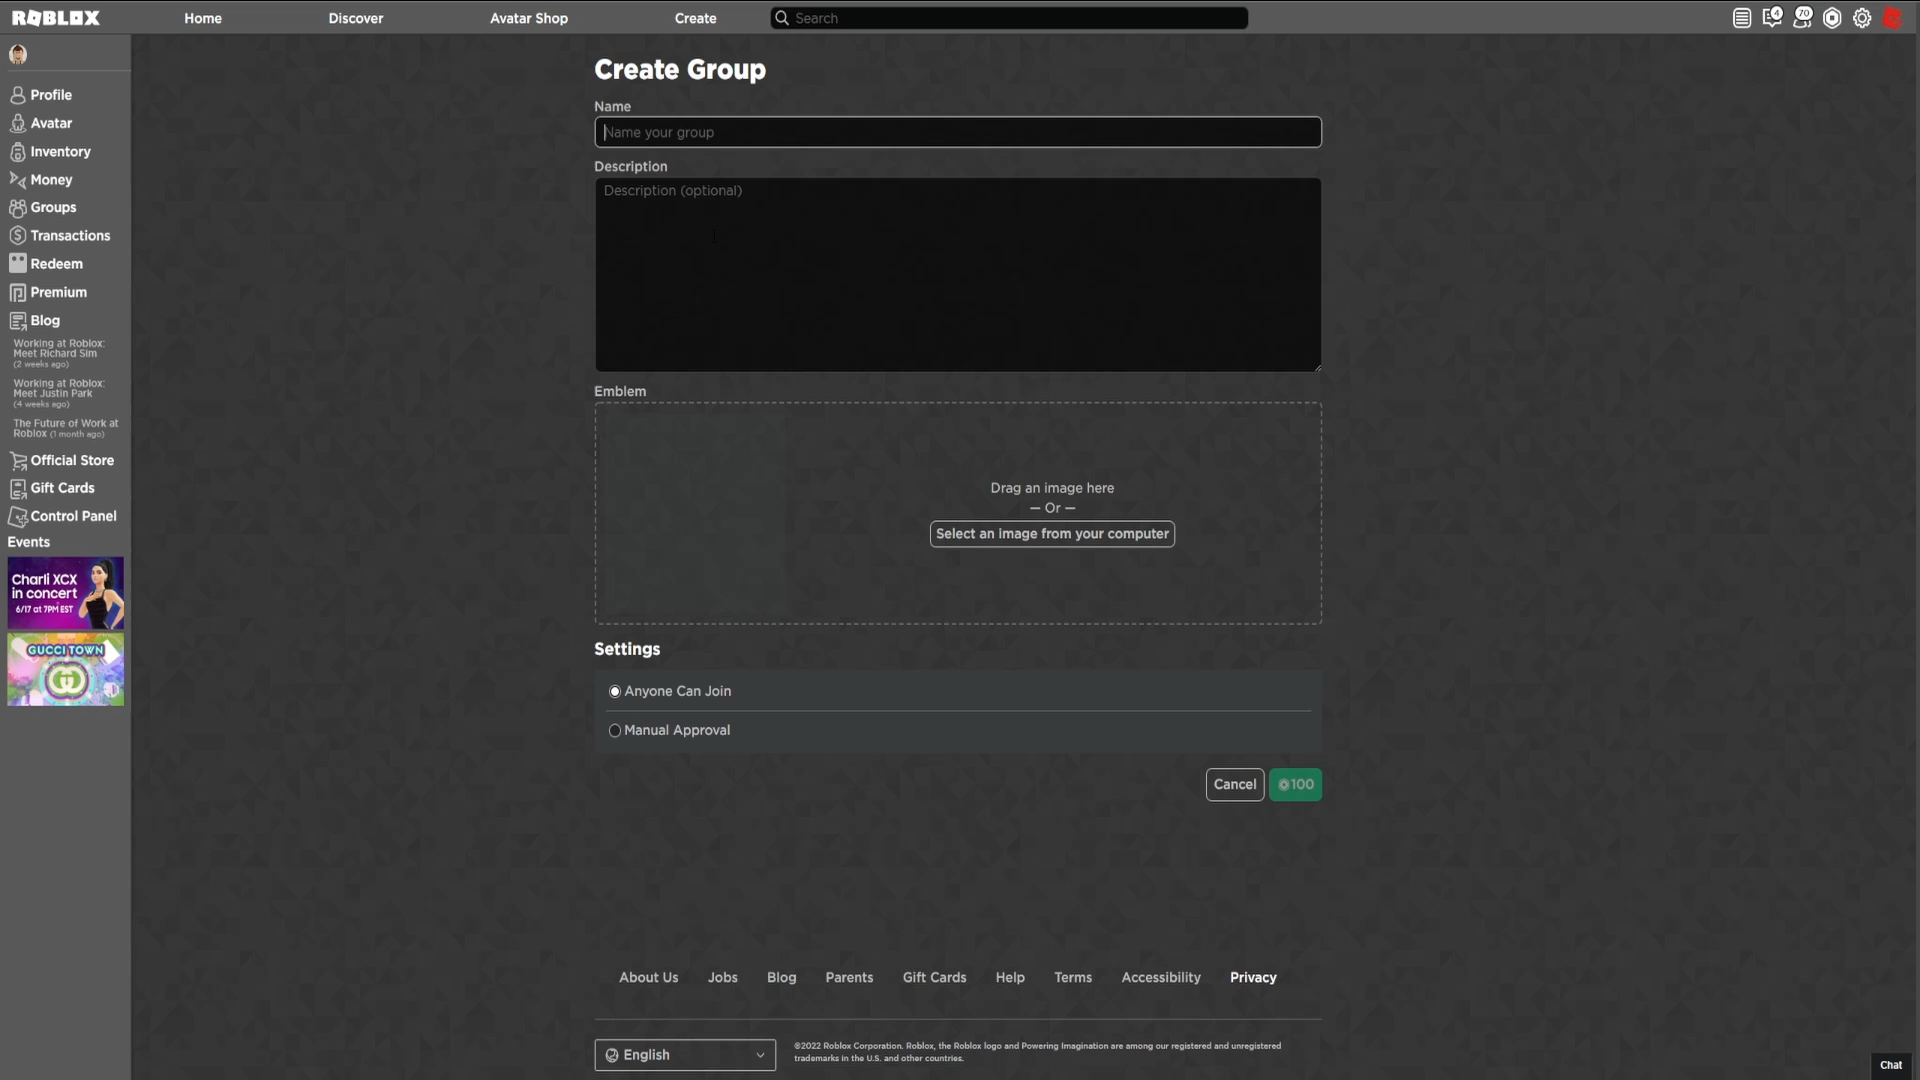 ROBLOX
Home
Discover
Avatar Shop
Create
Search
4
70
Profile
Avatar
Inventory
Money
Groups
Transactions
Redeem
Premium
Blog
Working at Roblox:
Meet Richard Sim
(2 weeks ago)
Working at Roblox:
Meet Justin Park
(4 weeks ago)
The Future of Work at
Roblox (1 month ago)
Official Store
Gift Cards
Control Panel
Events
Charli XCX
in concert
6/17 at 7PM EST
GUCCI TOWN
Create Group
Name
Name your group
Description
Description (optional)
Emblem
Drag an image here
— Or —
Select an image from your computer
Settings
Anyone Can Join
Manual Approval
Cancel
100
About Us
Jobs
Blog
Parents
Gift Cards
Help
Terms
Accessibility
Privacy
English
©2022 Roblox Corporation. Roblox, the Roblox logo and Powering Imagination are among our registered and unregistered
trademarks in the U.S. and other countries.
Chat